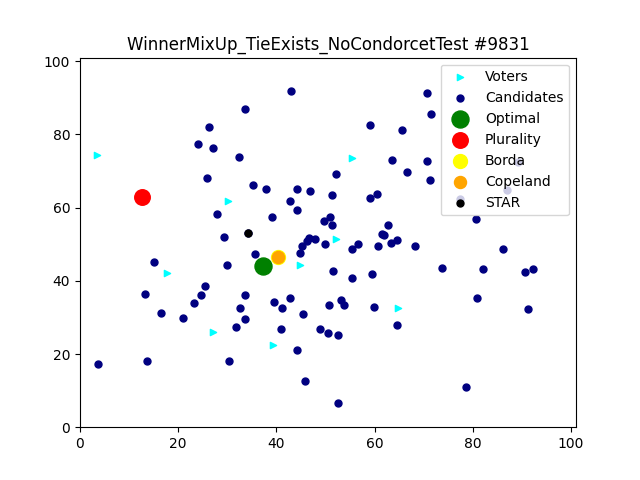 WinnerMixUp_TieExists_NoCondorcetTest #9831
100
80
60
40
20
0
0
20
40
60
80
100
Voters
Candidates
Optimal
Plurality
Borda
Copeland
STAR